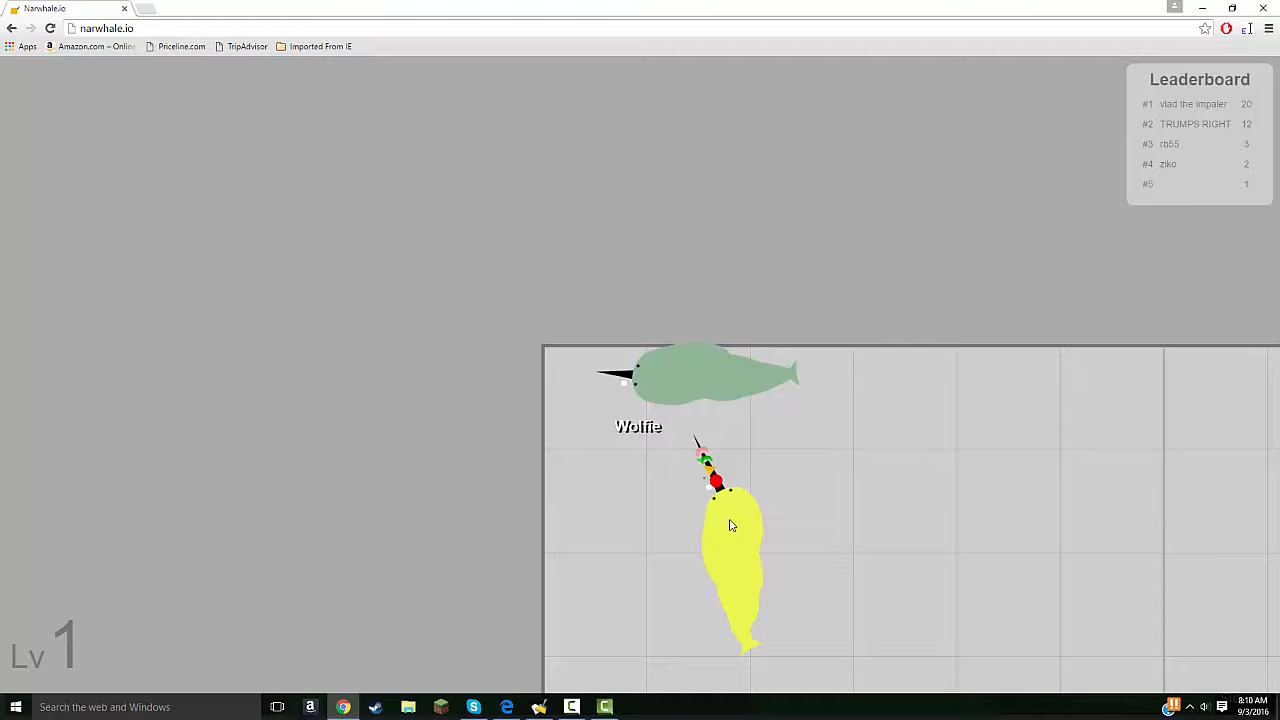 Narwhale.io
narwhale.io
Apps Amazom.com – Onlin Priceline.com TripAdvisor Imported From IE
Leaderboard
#1 vlad the impaler 20
#2 TRUMPS RIGHT 12
#3 rb55 3
#4 ziko 2
#5 1
Wolfie
Lv 1
Search the web and Windows
8:10 AM
9/3/2016